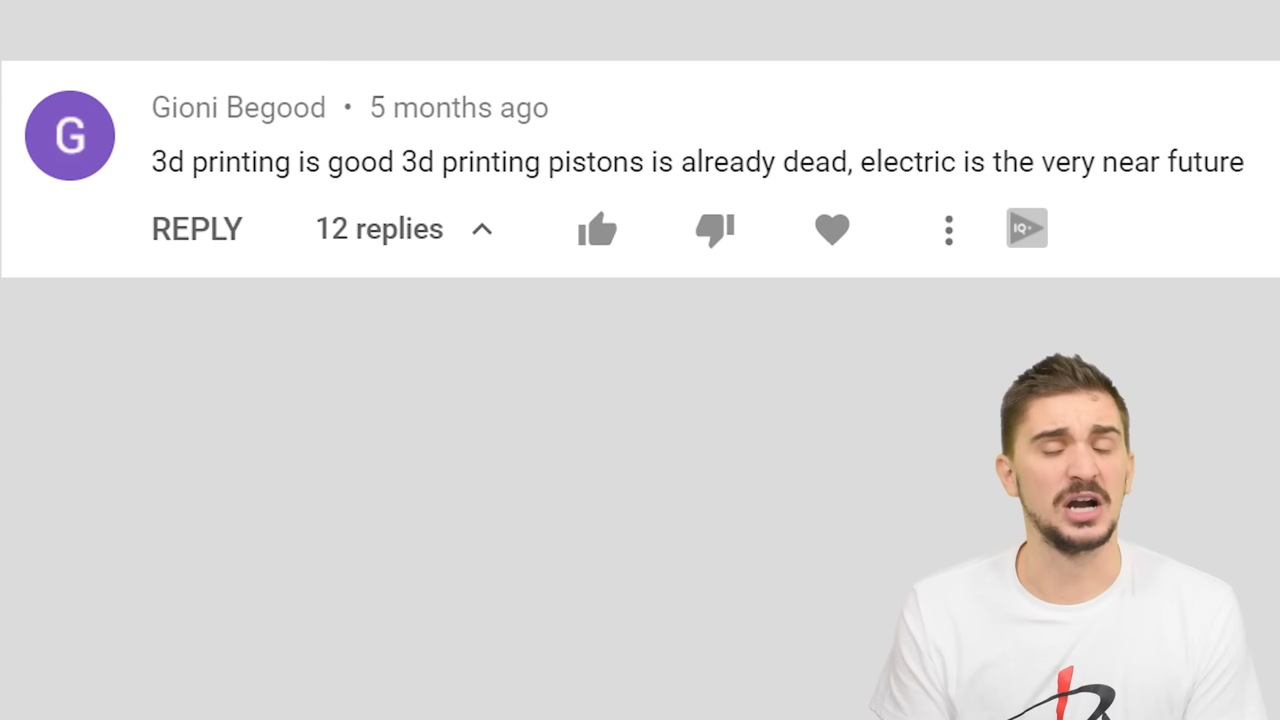 G
Gioni Begood • 5 months ago
3d printing is good 3d printing pistons is already dead, electric is the very near future
REPLY 12 replies IQ